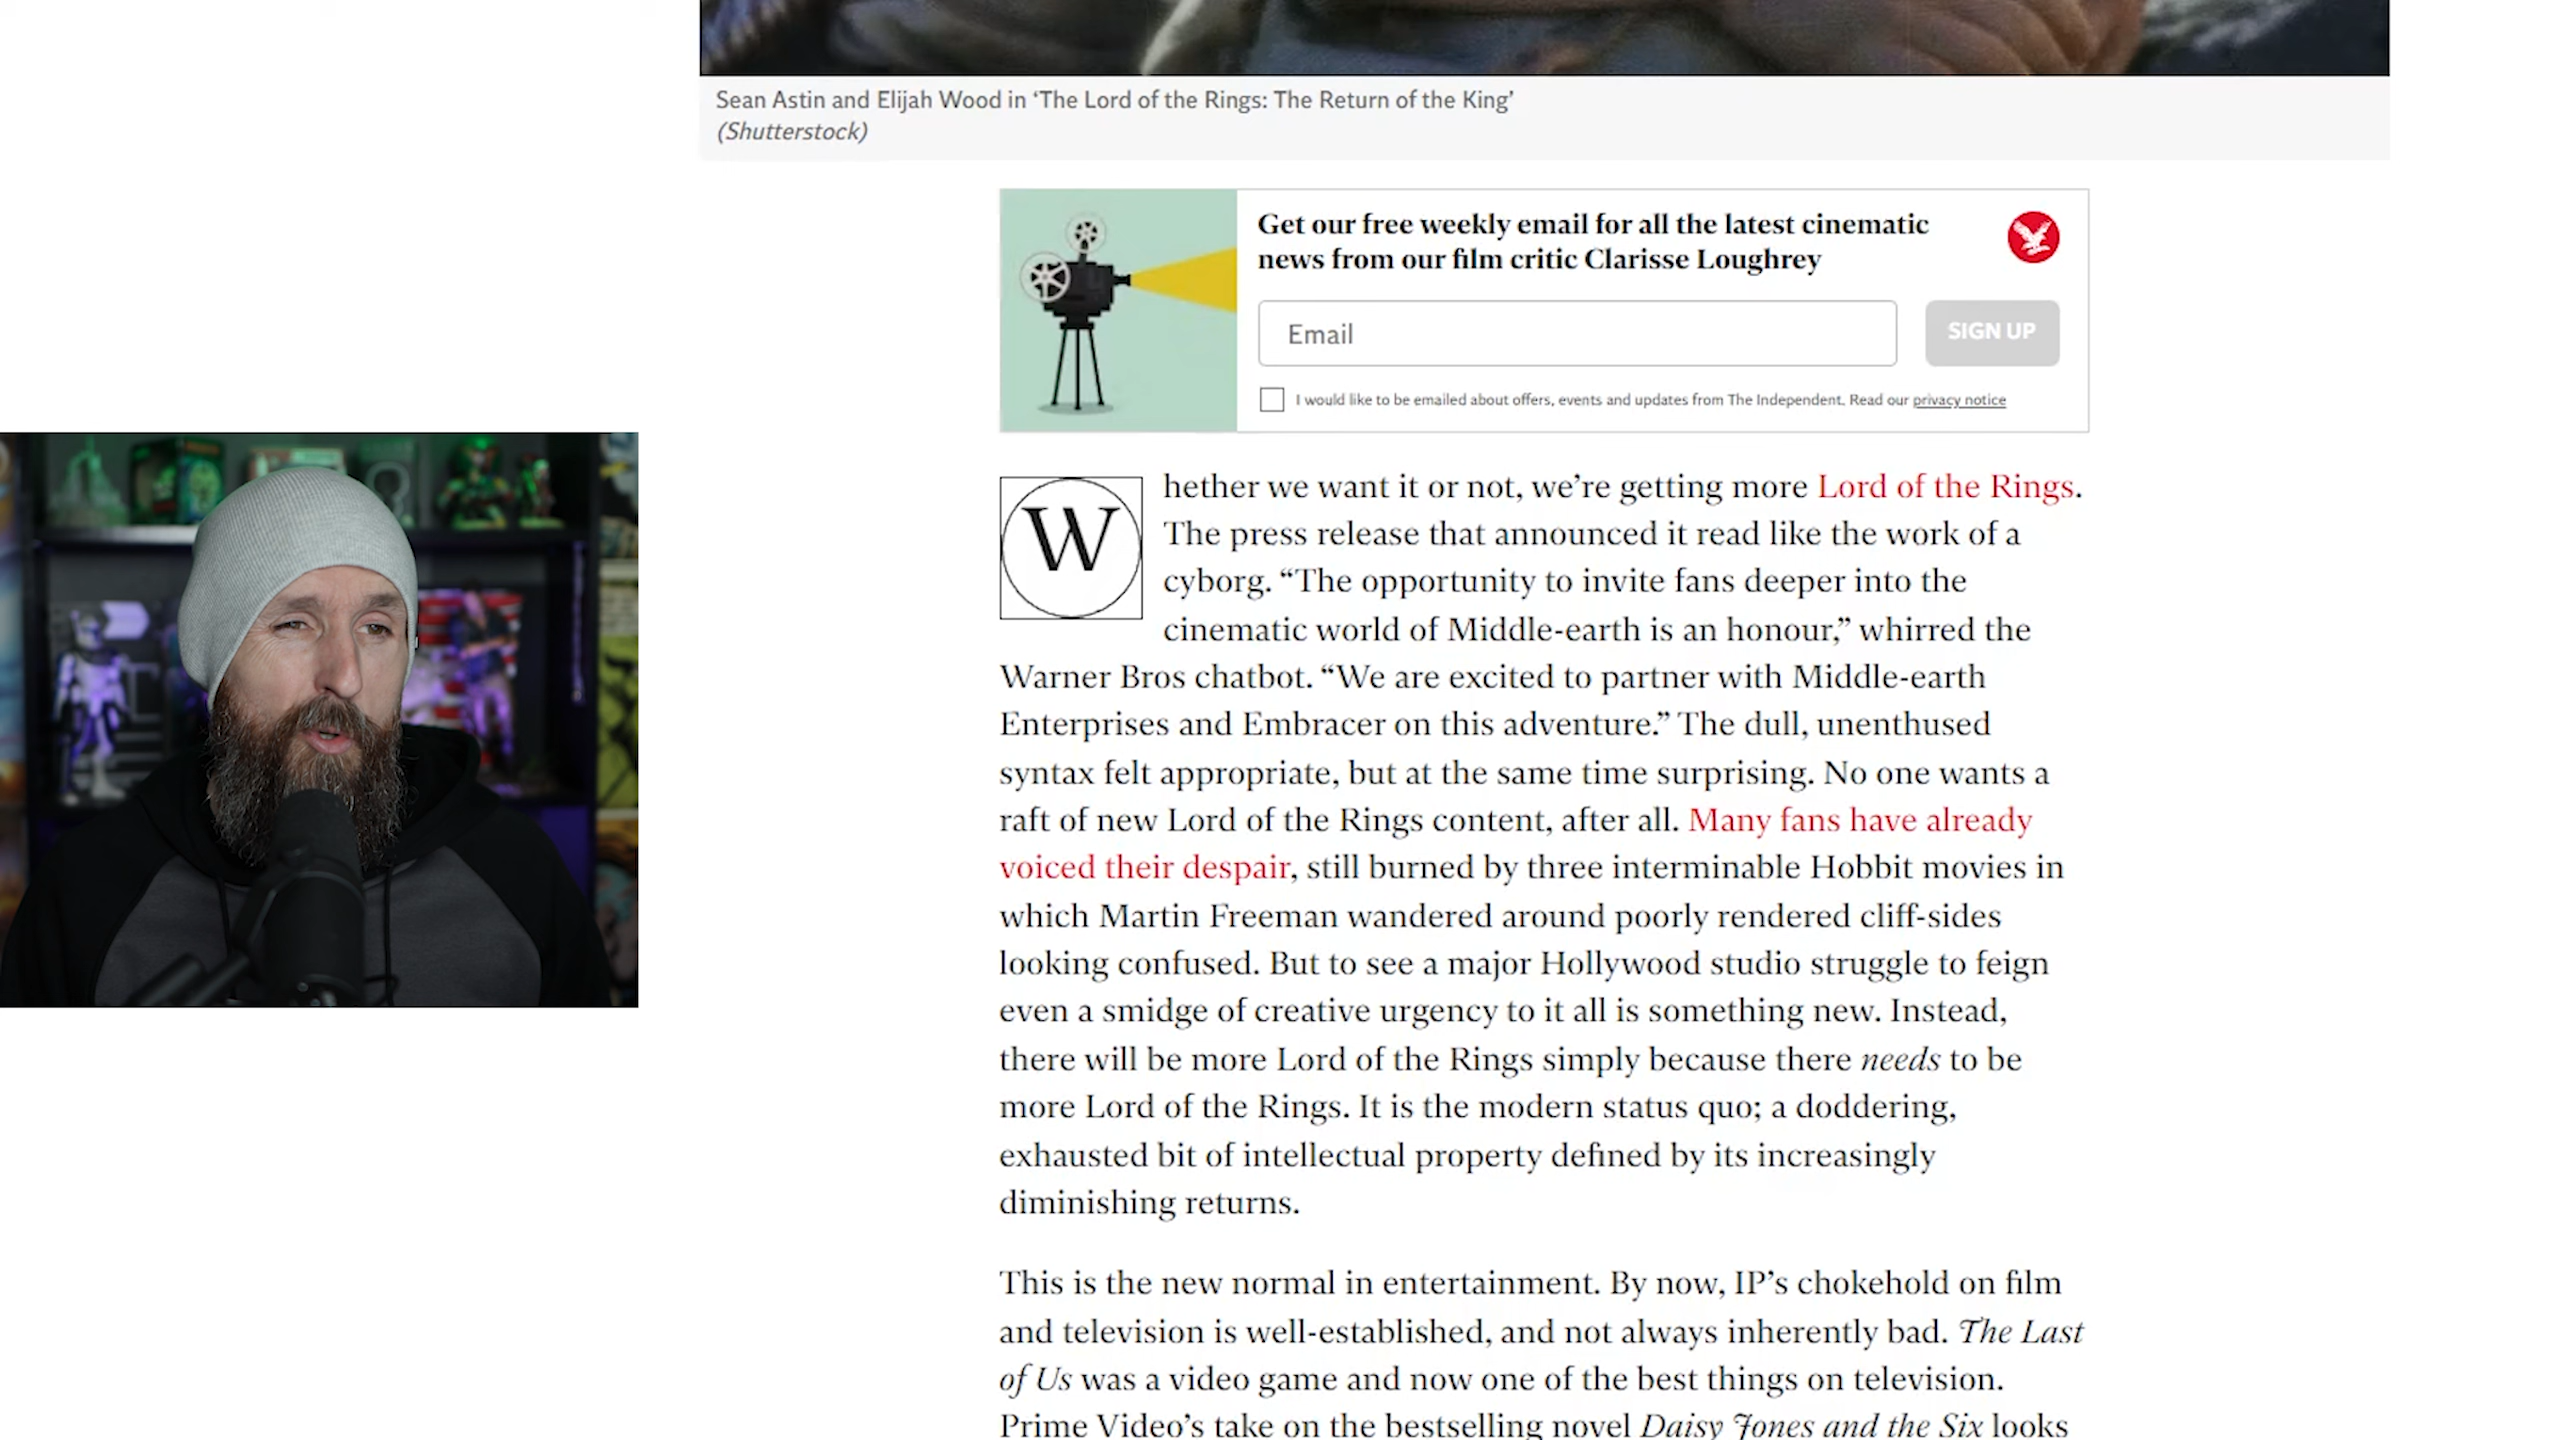 Sean Astin and Elijah Wood in ‘The Lord of the Rings: The Return of the King’
(Shutterstock)
Get our free weekly email for all the latest cinematic
news from our film critic Clarisse Loughrey
Email
SIGN UP
I would like to be emailed about offers, events and updates from The Independent. Read our privacy notice
Whether we want it or not, we’re getting more Lord of the Rings.
The press release that announced it read like the work of a
cyborg. “The opportunity to invite fans deeper into the
cinematic world of Middle-earth is an honour,” whirred the
Warner Bros chatbot. “We are excited to partner with Middle-earth
Enterprises and Embracer on this adventure.” The dull, unenthused
syntax felt appropriate, but at the same time surprising. No one wants a
raft of new Lord of the Rings content, after all. Many fans have already
voiced their despair, still burned by three interminable Hobbit movies in
which Martin Freeman wandered around poorly rendered cliff-sides
looking confused. But to see a major Hollywood studio struggle to feign
even a smidge of creative urgency to it all is something new. Instead,
there will be more Lord of the Rings simply because there needs to be
more Lord of the Rings. It is the modern status quo; a doddering,
exhausted bit of intellectual property defined by its increasingly
diminishing returns.
This is the new normal in entertainment. By now, IP’s chokehold on film
and television is well-established, and not always inherently bad. The Last
of Us was a video game and now one of the best things on television.
Prime Video’s take on the bestselling novel Daisy Jones and the Six looks